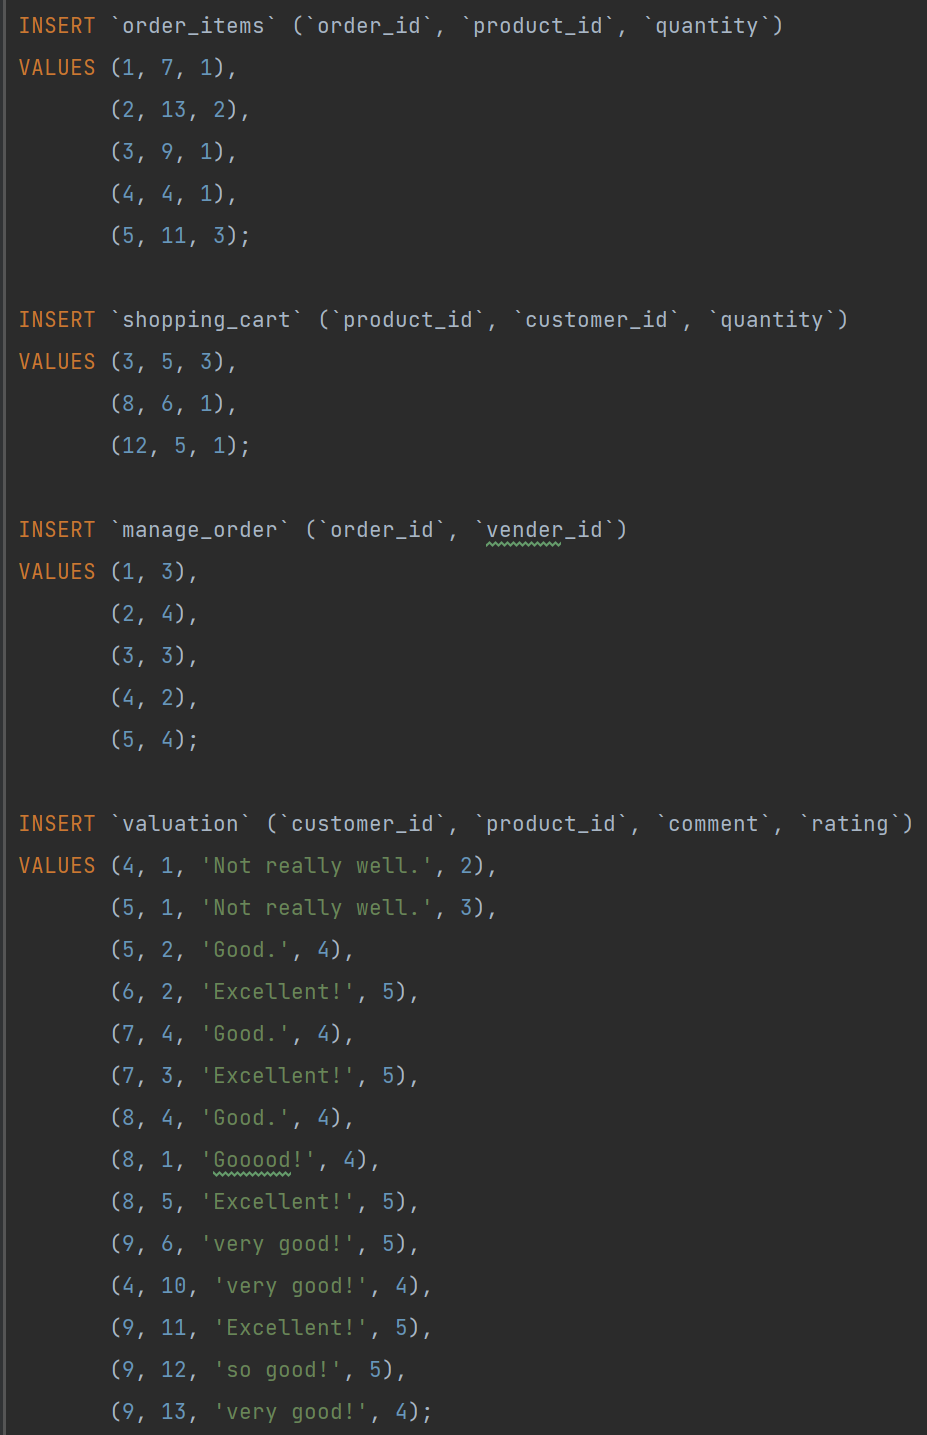 INSERT `order_items` (`order_id`, `product_id`, `quantity`)
VALUES (1, 7, 1),
(2, 13, 2),
(3, 9, 1),
(4, 4, 1),
(5, 11, 3);
INSERT `shopping_cart` (`product_id`, `customer_id`, `quantity`)
VALUES (3, 5, 3),
(8, 6, 1),
(12, 5, 1);
INSERT `manage_order` (`order_id`, `vender_id`)
VALUES (1, 3),
(2, 4),
(3, 3),
(4, 2),
(5, 4);
INSERT `valuation` (`customer_id`, `product_id`, `comment`, `rating`)
VALUES (4, 1, 'Not really well.', 2),
(5, 1, 'Not really well.', 3),
(5, 2, 'Good.', 4),
(6, 2, 'Excellent!', 5),
(7, 4, 'Good.', 4),
(7, 3, 'Excellent!', 5),
(8, 4, 'Good.', 4),
(8, 1, 'Gooood!', 4),
(8, 5, 'Excellent!', 5),
(9, 6, 'very good!', 5),
(4, 10, 'very good!', 4),
(9, 11, 'Excellent!', 5),
(9, 12, 'so good!', 5),
(9, 13, 'very good!', 4);